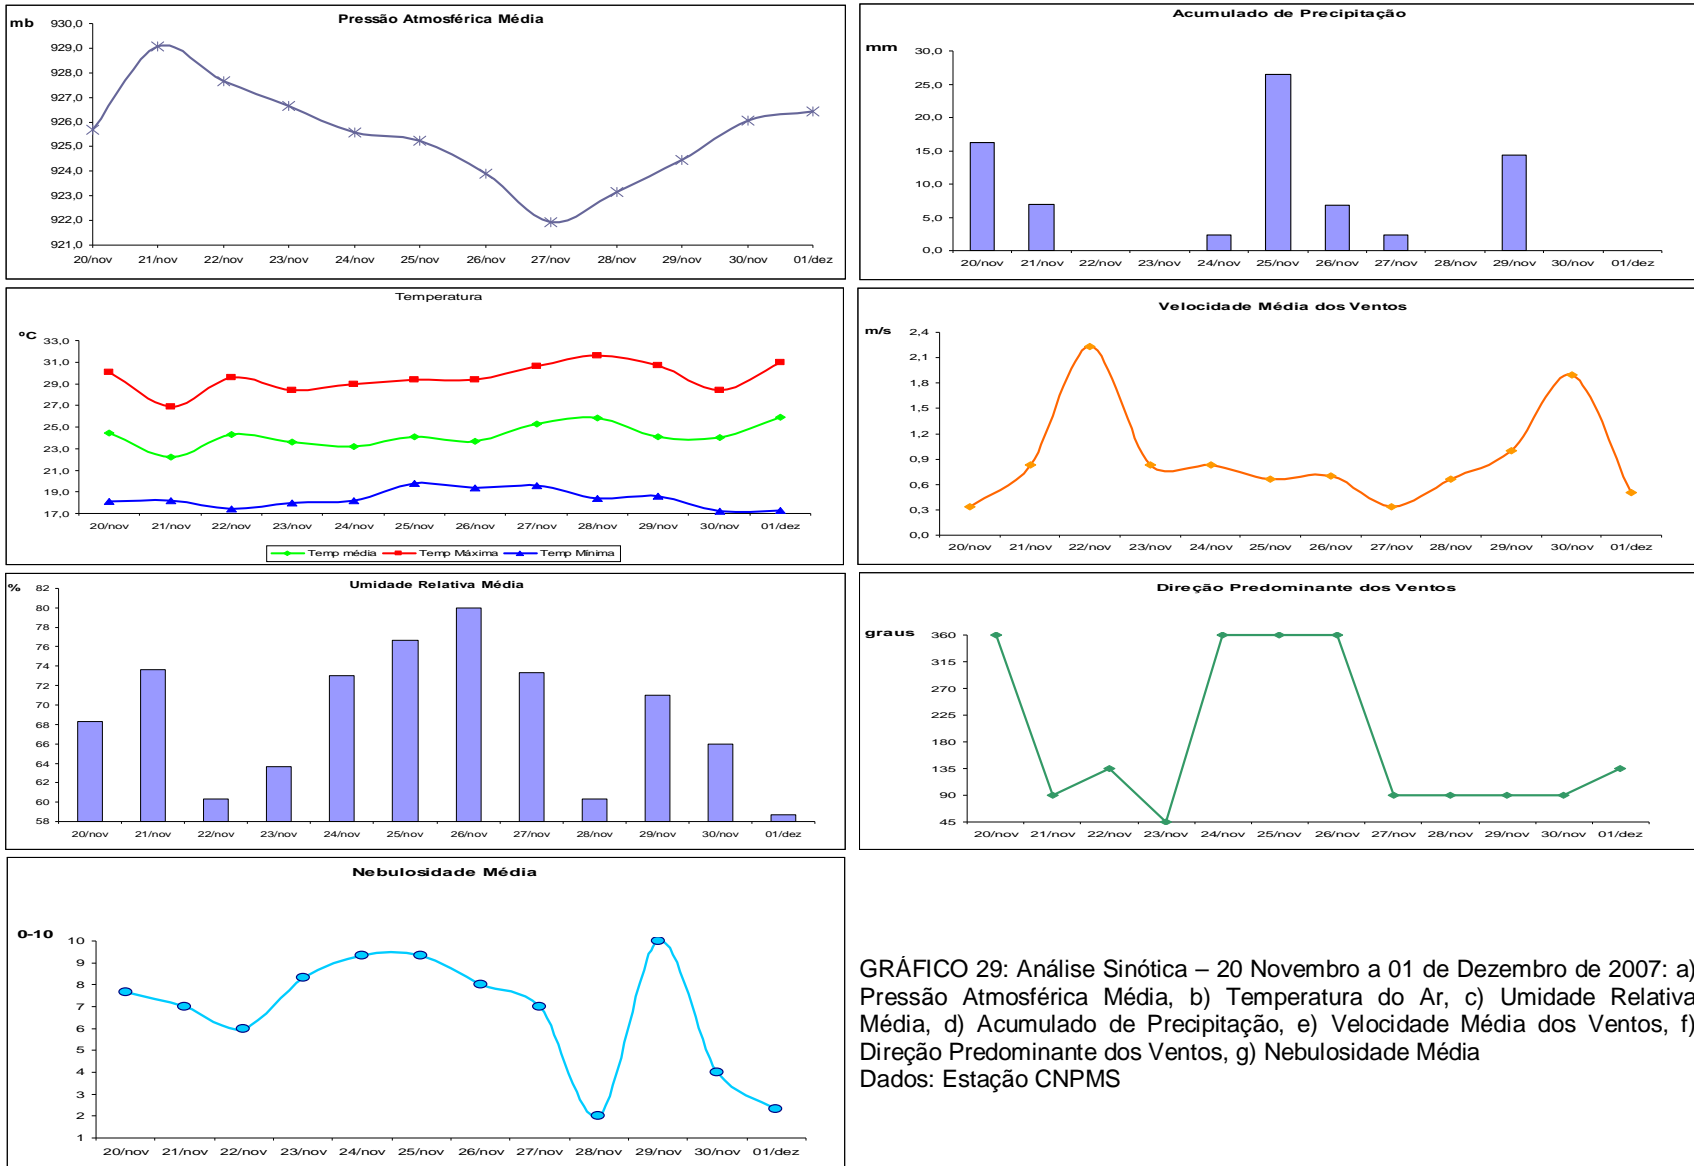 Pressão Atmosférica Média
mb
930,0
929,0
928,0
927,0
926,0
925,0
924,0
923,0
922,0
921,0
20/nov 21/nov 22/nov 23/nov 24/nov 25/nov 26/nov 27/nov 28/nov 29/nov 30/nov 01/dez
Acumulado de Precipitação
mm
30,0
25,0
20,0
15,0
10,0
5,0
0,0
20/nov 21/nov 22/nov 23/nov 24/nov 25/nov 26/nov 27/nov 28/nov 29/nov 30/nov 01/dez
Temperatura
ºC
33,0
31,0
29,0
27,0
25,0
23,0
21,0
19,0
17,0
20/nov 21/nov 22/nov 23/nov 24/nov 25/nov 26/nov 27/nov 28/nov 29/nov 30/nov 01/dez
Temp média Temp Máxima Temp Mínima
Velocidade Média dos Ventos
m/s
2,4
2,1
1,8
1,5
1,2
0,9
0,6
0,3
0,0
20/nov 21/nov 22/nov 23/nov 24/nov 25/nov 26/nov 27/nov 28/nov 29/nov 30/nov 01/dez
Umidade Relativa Média
%
82
80
78
76
74
72
70
68
66
64
62
60
58
20/nov 21/nov 22/nov 23/nov 24/nov 25/nov 26/nov 27/nov 28/nov 29/nov 30/nov 01/dez
Direção Predominante dos Ventos
graus
360
315
270
225
180
135
90
45
20/nov 21/nov 22/nov 23/nov 24/nov 25/nov 26/nov 27/nov 28/nov 29/nov 30/nov 01/dez
Nebulosidade Média
0-10
10
9
8
7
6
5
4
3
2
1
20/nov 21/nov 22/nov 23/nov 24/nov 25/nov 26/nov 27/nov 28/nov 29/nov 30/nov 01/dez
GRÁFICO 29: Análise Sinótica – 20 Novembro a 01 de Dezembro de 2007: a)
Pressão Atmosférica Média, b) Temperatura do Ar, c) Umidade Relativa
Média, d) Acumulado de Precipitação, e) Velocidade Média dos Ventos, f)
Direção Predominante dos Ventos, g) Nebulosidade Média
Dados: Estação CNPMS